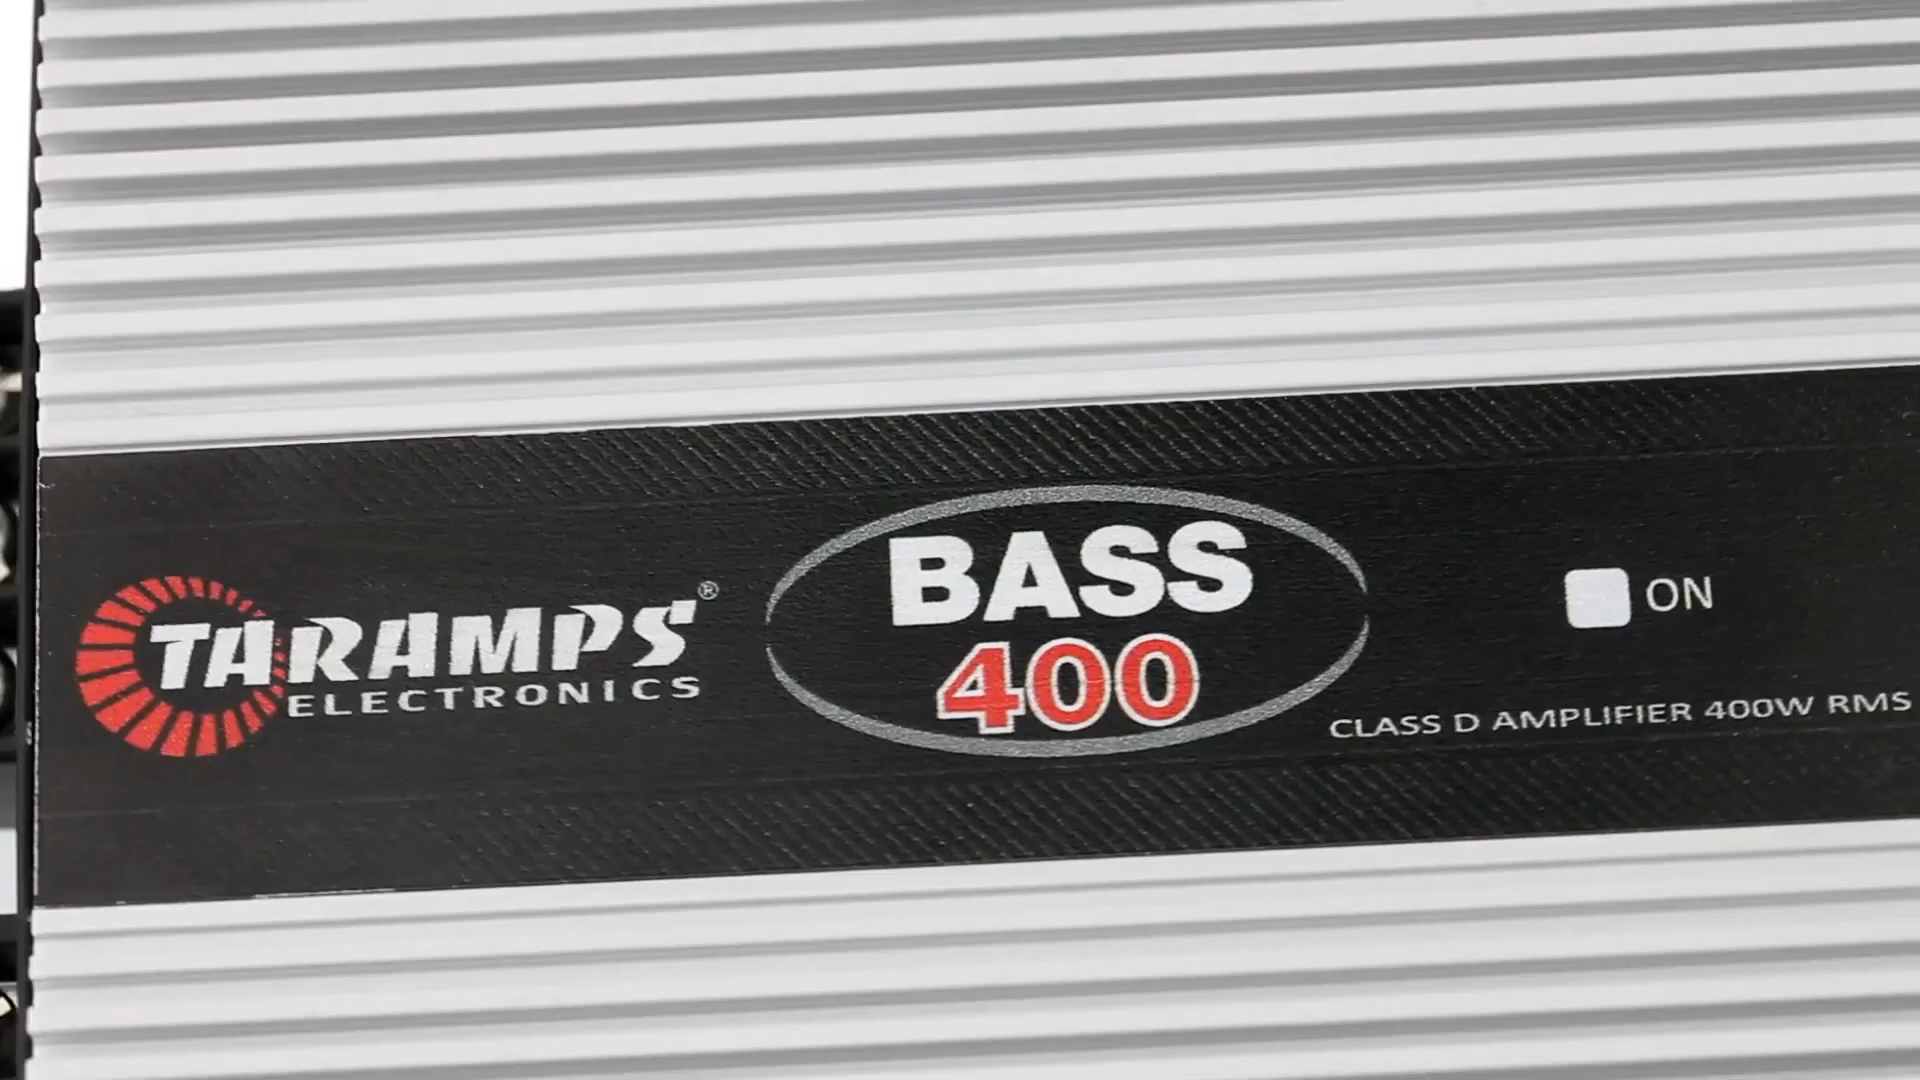 TARAMPS®
ELECTRONICS
BASS
400
ON
CLASS D AMPLIFIER 400W RMS